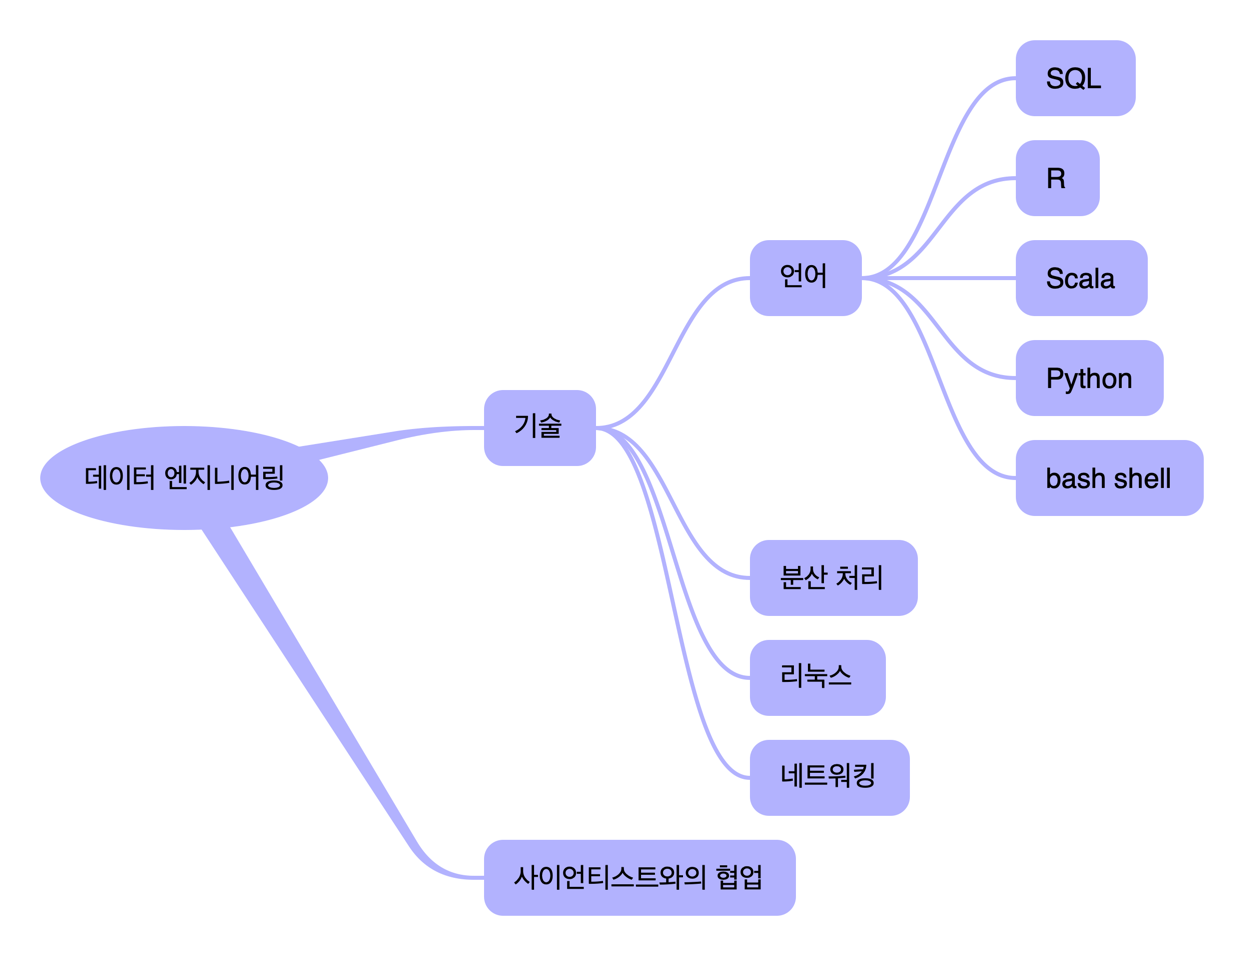 데이터 엔지니어링
기술
언어
SQL
R
Scala
Python
bash shell
분산 처리
리눅스
네트워킹
사이언티스트와의 협업